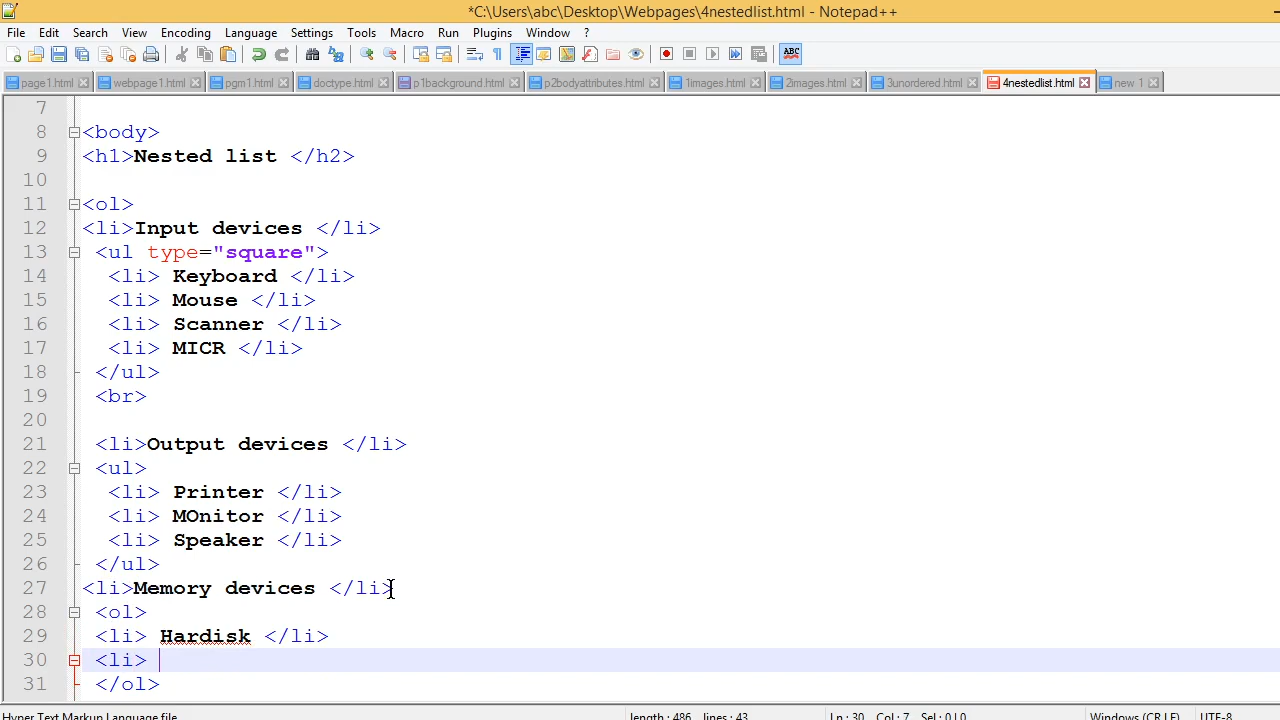 *C:\Users\abc\Desktop\Webpages\4nestedlist.html - Notepad++
File Edit Search View Encoding Language Settings Tools Macro Run Plugins Window ?
ABC
page1.html webpage1.html pgm1.html doctype.html p1background.html p2bodyattributes.html 1images.html 2images.html 3unordered.html 4nestedlist.html new 1
7
8 <body>
9 <h1>Nested list </h2>
10
11 <ol>
12 <li>Input devices </li>
13 <ul type="square">
14 <li> Keyboard </li>
15 <li> Mouse </li>
16 <li> Scanner </li>
17 <li> MICR </li>
18 </ul>
19 <br>
20
21 <li>Output devices </li>
22 <ul>
23 <li> Printer </li>
24 <li> MOnitor </li>
25 <li> Speaker </li>
26 </ul>
27 <li>Memory devices </li>
28 <ol>
29 <li> Hardisk </li>
30 <li>
31 </ol>
Hyper Text Markup Language file length : 486 lines : 43 Ln : 30 Col : 7 Sel : 0 | 0 Windows (CR LF) UTF-8